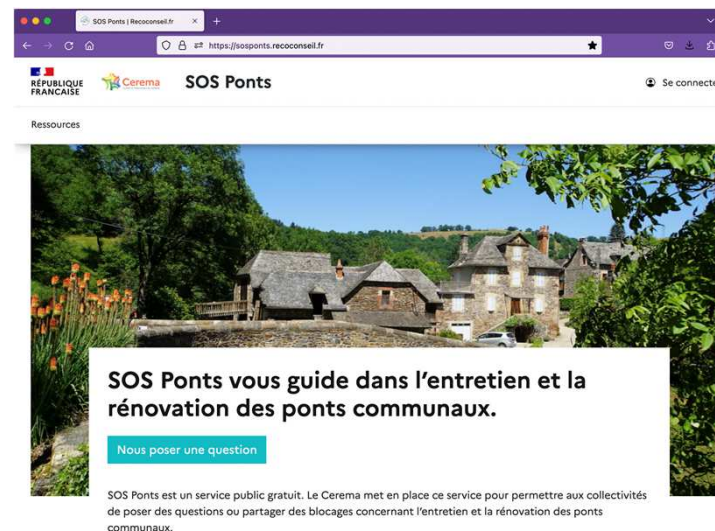 SOS Ponts | Recoconseil.fr
https://sosponts.recoconseil.fr
RÉPUBLIQUE
FRANÇAISE
Cerema
SOS Ponts
Se connecte
Ressources
SOS Ponts vous guide dans l'entretien et la
rénovation des ponts communaux.
Nous poser une question
SOS Ponts est un service public gratuit. Le Cerema met en place ce service pour permettre aux collectivités
de poser des questions ou partager des blocages concernant l'entretien et la rénovation des ponts
communaux.